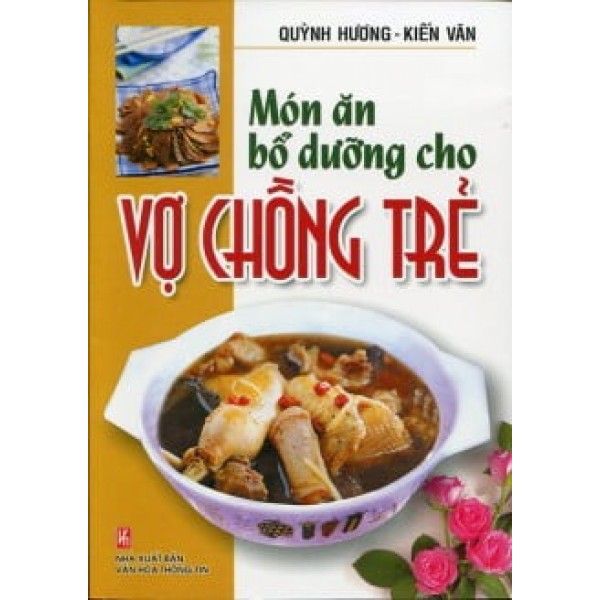 QUỲNH HƯƠNG - KIẾN VĂN
Món ăn
bổ dưỡng cho
VỢ CHỒNG TRẺ
NHÀ XUẤT BẢN
VĂN HÓA THÔNG TIN